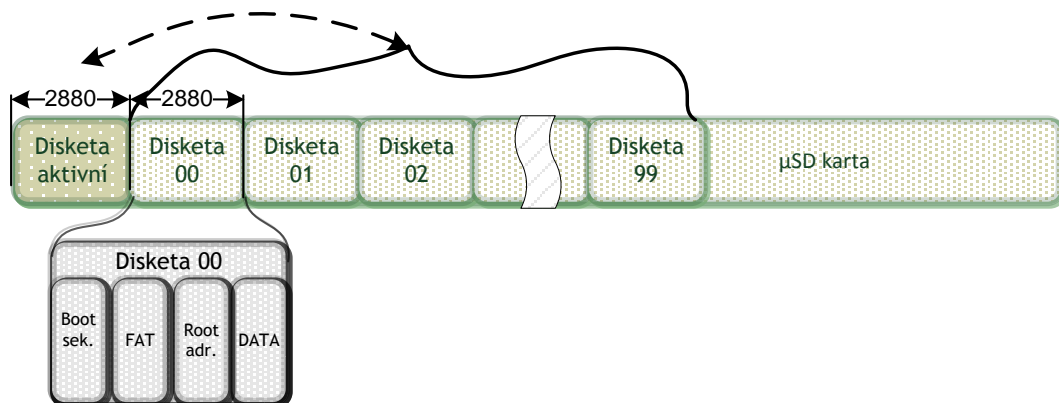 2880
2880
Disketa
aktivní
Disketa
00
Disketa
01
Disketa
02
Disketa
99
µSD karta
Disketa 00
Boot
sek.
FAT
Root
adr.
DATA